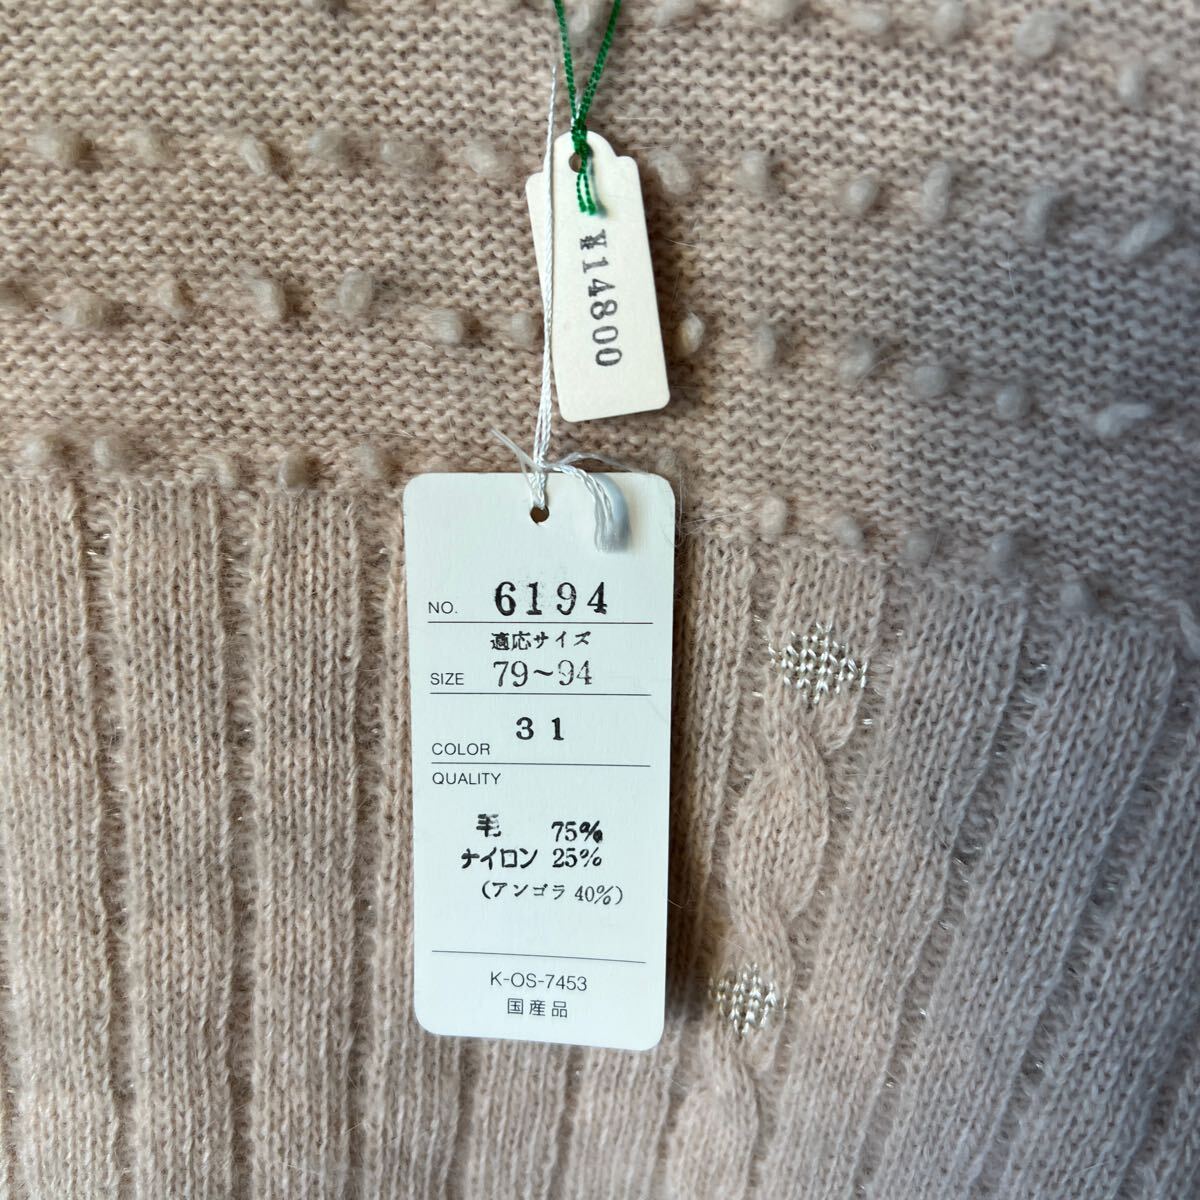 ¥14800
NO. 6194
適応サイズ
SIZE 79~94
COLOR 31
QUALITY
毛 75%
ナイロン 25%
(アンゴラ 40%)
K-OS-7453
国産品